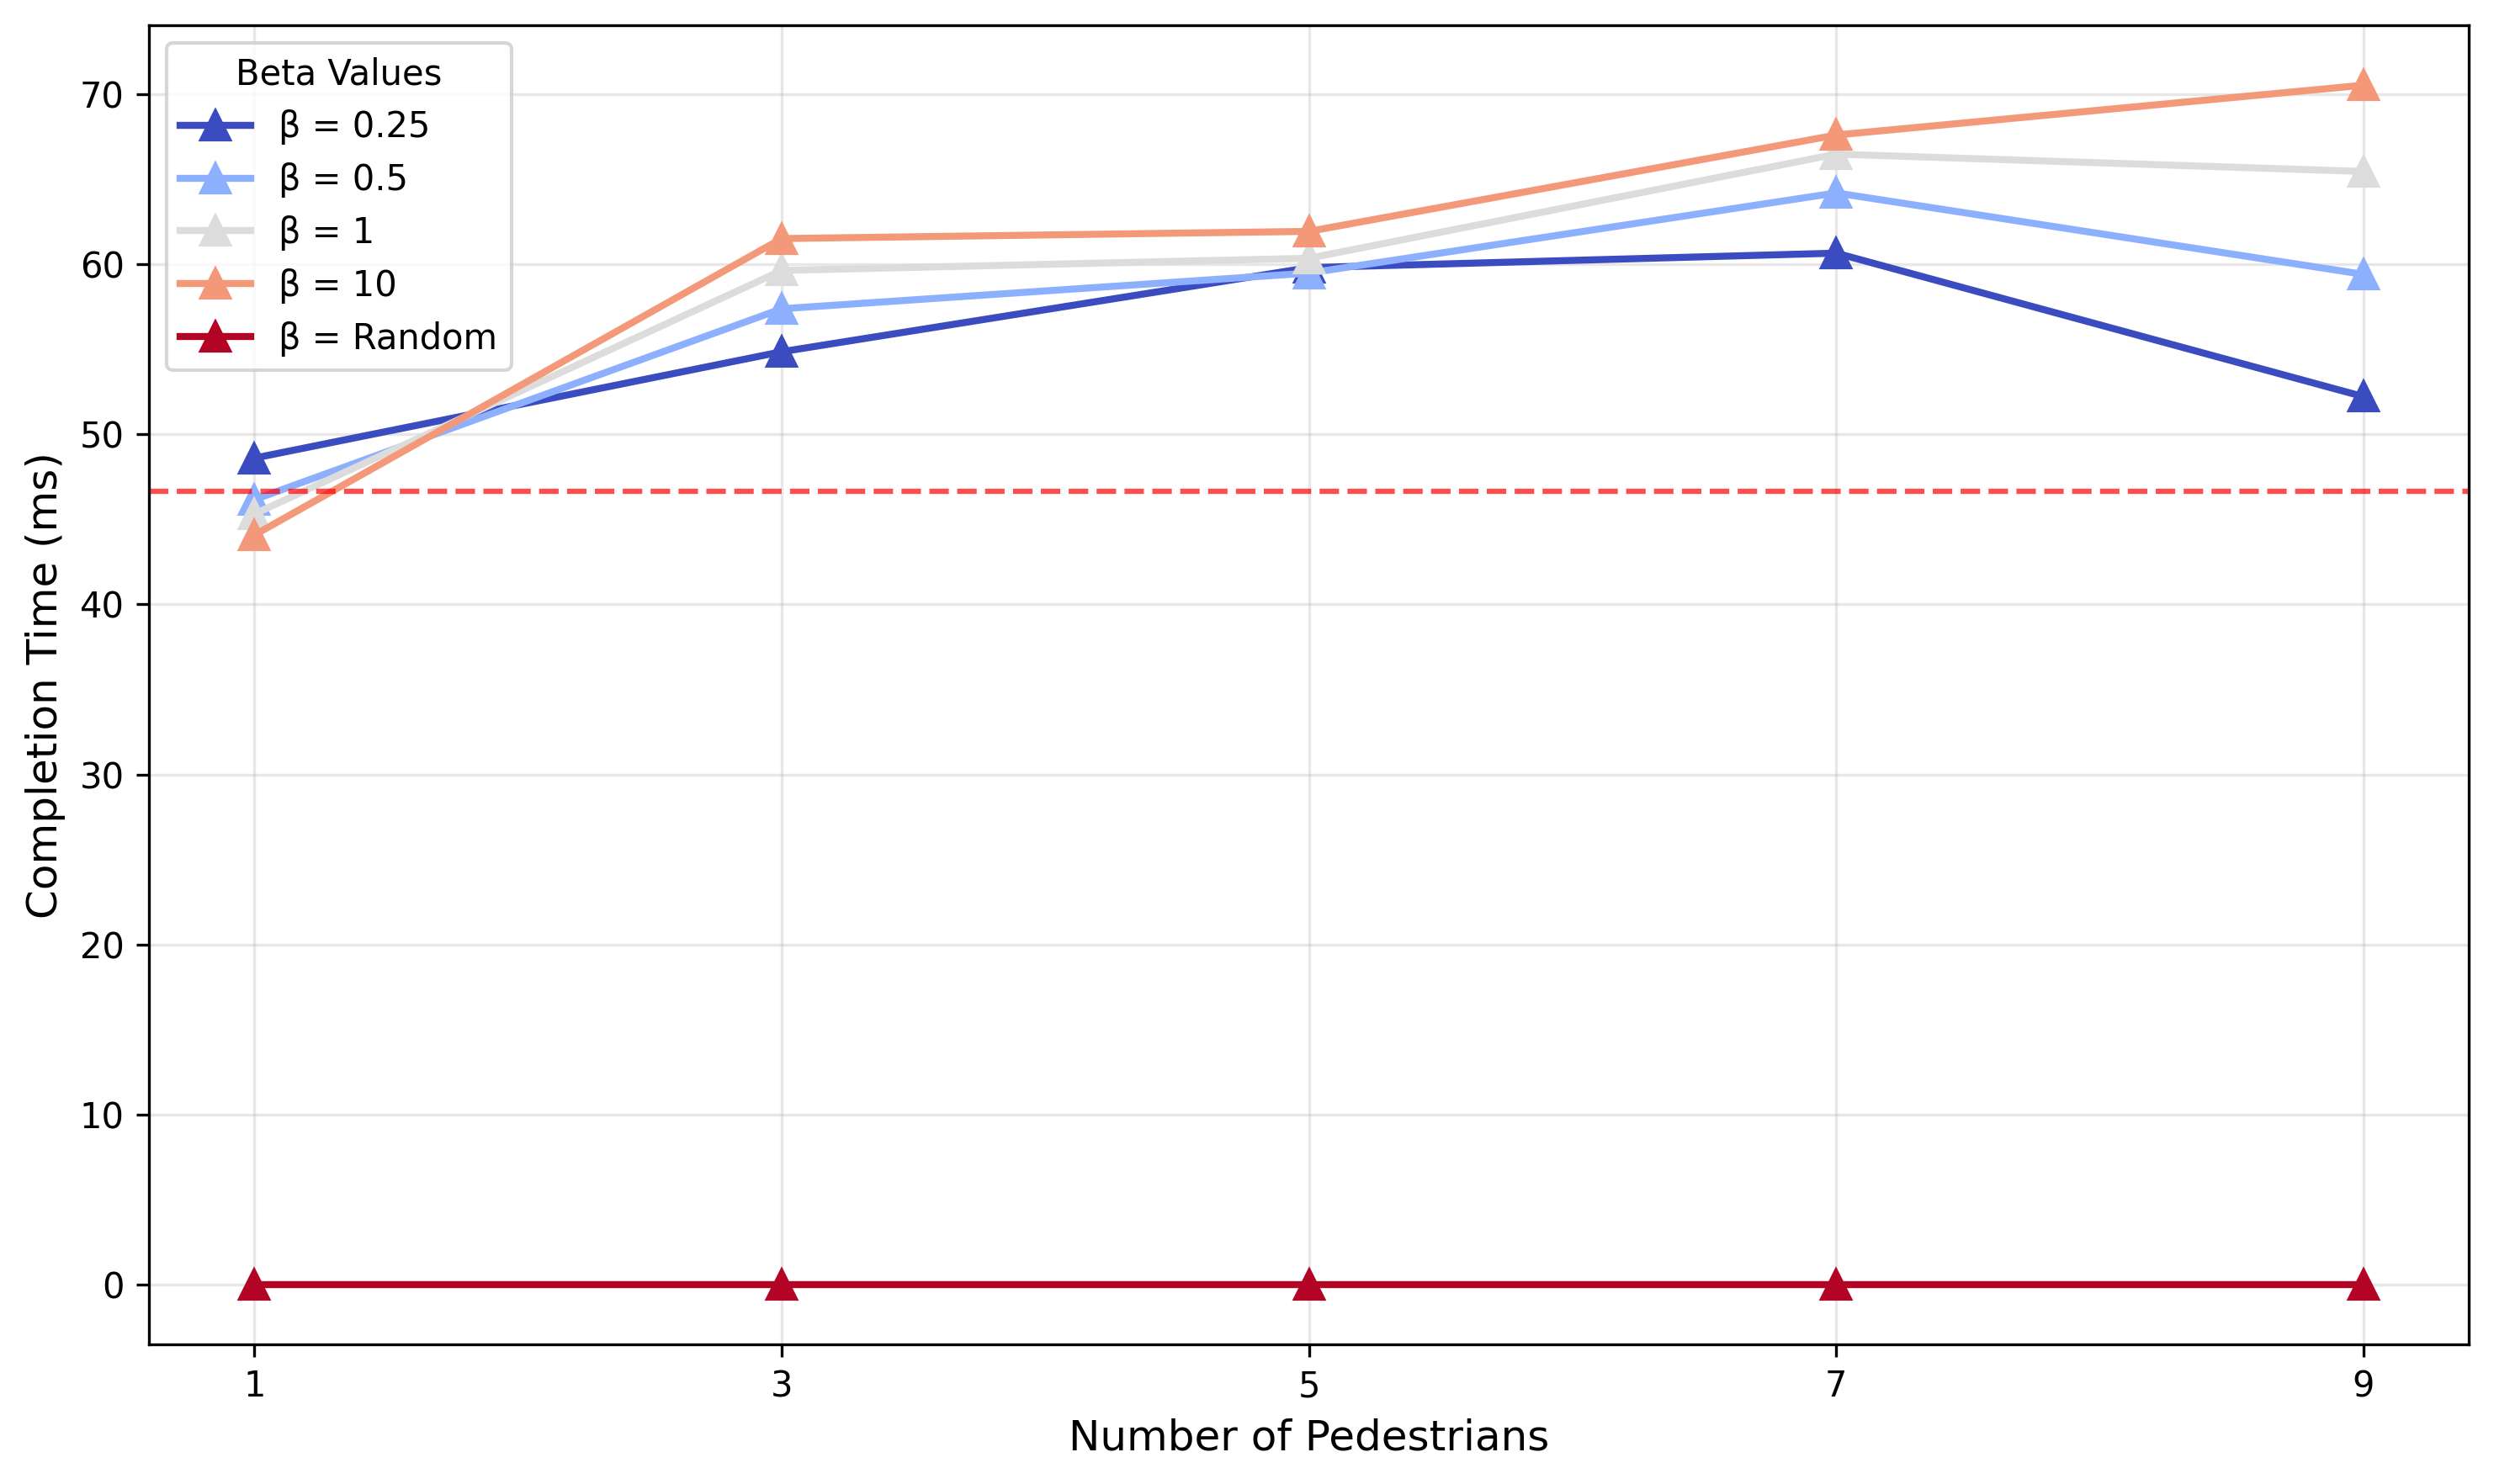 Beta Values
β = 0.25
β = 0.5
β = 1
β = 10
β = Random
Completion Time (ms)
70
60
50
40
30
20
10
0
1 3 5 7 9
Number of Pedestrians